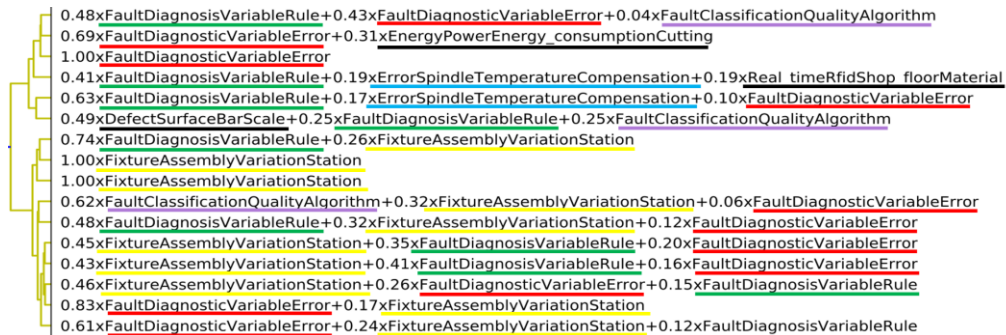 0.48xFaultDiagnosisVariableRule+0.43xFaultDiagnosticVariableError+0.04xFaultClassificationQualityAlgorithm
0.69xFaultDiagnosticVariableError+0.31xEnergyPowerEnergy_consumptionCutting
1.00xFaultDiagnosticVariableError
0.41xFaultDiagnosisVariableRule+0.19xErrorSpindleTemperatureCompensation+0.19xReal_timeRfidShop_floorMaterial
0.63xFaultDiagnosisVariableRule+0.17xErrorSpindleTemperatureCompensation+0.10xFaultDiagnosticVariableError
0.49xDefectSurfaceBarScale+0.25xFaultDiagnosisVariableRule+0.25xFaultClassificationQualityAlgorithm
0.74xFaultDiagnosisVariableRule+0.26xFixtureAssemblyVariationStation
1.00xFixtureAssemblyVariationStation
1.00xFixtureAssemblyVariationStation
0.62xFaultClassificationQualityAlgorithm+0.32xFixtureAssemblyVariationStation+0.06xFaultDiagnosticVariableError
0.48xFaultDiagnosisVariableRule+0.32xFixtureAssemblyVariationStation+0.12xFaultDiagnosticVariableError
0.45xFixtureAssemblyVariationStation+0.35xFaultDiagnosisVariableRule+0.20xFaultDiagnosticVariableError
0.43xFixtureAssemblyVariationStation+0.41xFaultDiagnosisVariableRule+0.16xFaultDiagnosticVariableError
0.46xFixtureAssemblyVariationStation+0.26xFaultDiagnosticVariableError+0.15xFaultDiagnosisVariableRule
0.83xFaultDiagnosticVariableError+0.17xFixtureAssemblyVariationStation
0.61xFaultDiagnosticVariableError+0.24xFixtureAssemblyVariationStation+0.12xFaultDiagnosisVariableRule